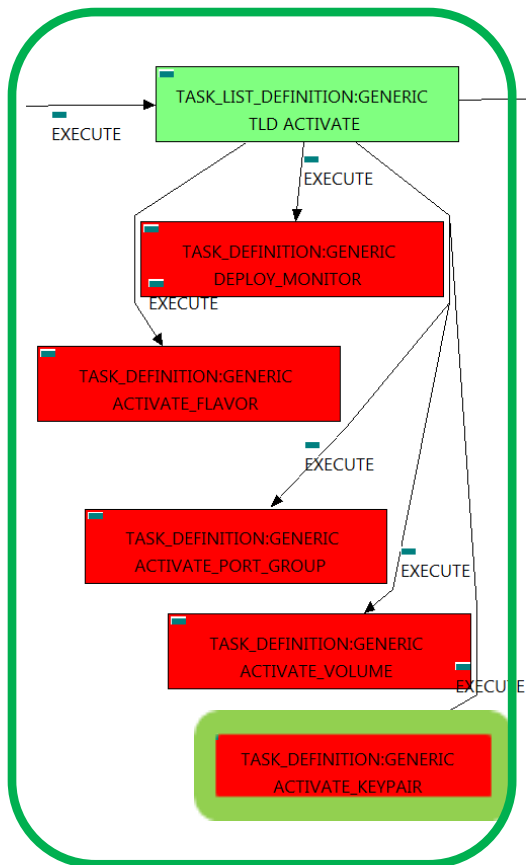 TASK_LIST_DEFINITION:GENERIC
TLD ACTIVATE
EXECUTE
EXECUTE
TASK_DEFINITION:GENERIC
DEPLOY_MONITOR
EXECUTE
TASK_DEFINITION:GENERIC
ACTIVATE_FLAVOR
EXECUTE
TASK_DEFINITION:GENERIC
ACTIVATE_PORT_GROUP
EXECUTE
TASK_DEFINITION:GENERIC
ACTIVATE_VOLUME
EXECUTE
TASK_DEFINITION:GENERIC
ACTIVATE_KEYPAIR